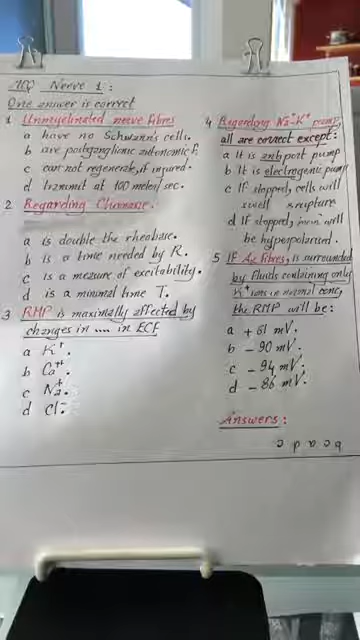 MCQ Nerve 1:
One answer is correct
1 Unmyelinated nerve fibres
a have no Schwann's cells.
b are postganglionic autonomic f.
c can not regenerate, if injured.
d transmit at 100 meter/sec.
2 Regarding Chronaxie.
a is double the rheobase.
b is a time needed by R.
c is a measure of excitability.
d is a minimal time T.
3 RMP is maximally affected by
changes in .... in ECF
a K+.
b Ca++.
c Na+.
d Cl-.
4 Regarding Na+-K+ pump,
all are correct except:
a It is antiport pump
b It is electrogenic pump
c If stopped, cells will
swell & rupture
d If stopped, will
be hyperpolarised.
5 If fibres, is surrounded
by fluids containing only
K+ ions in normal conc,
the RMP will be:
a +61 mV.
b -90 mV.
c -94 mV.
d -86 mV.
Answers:
b c a d c